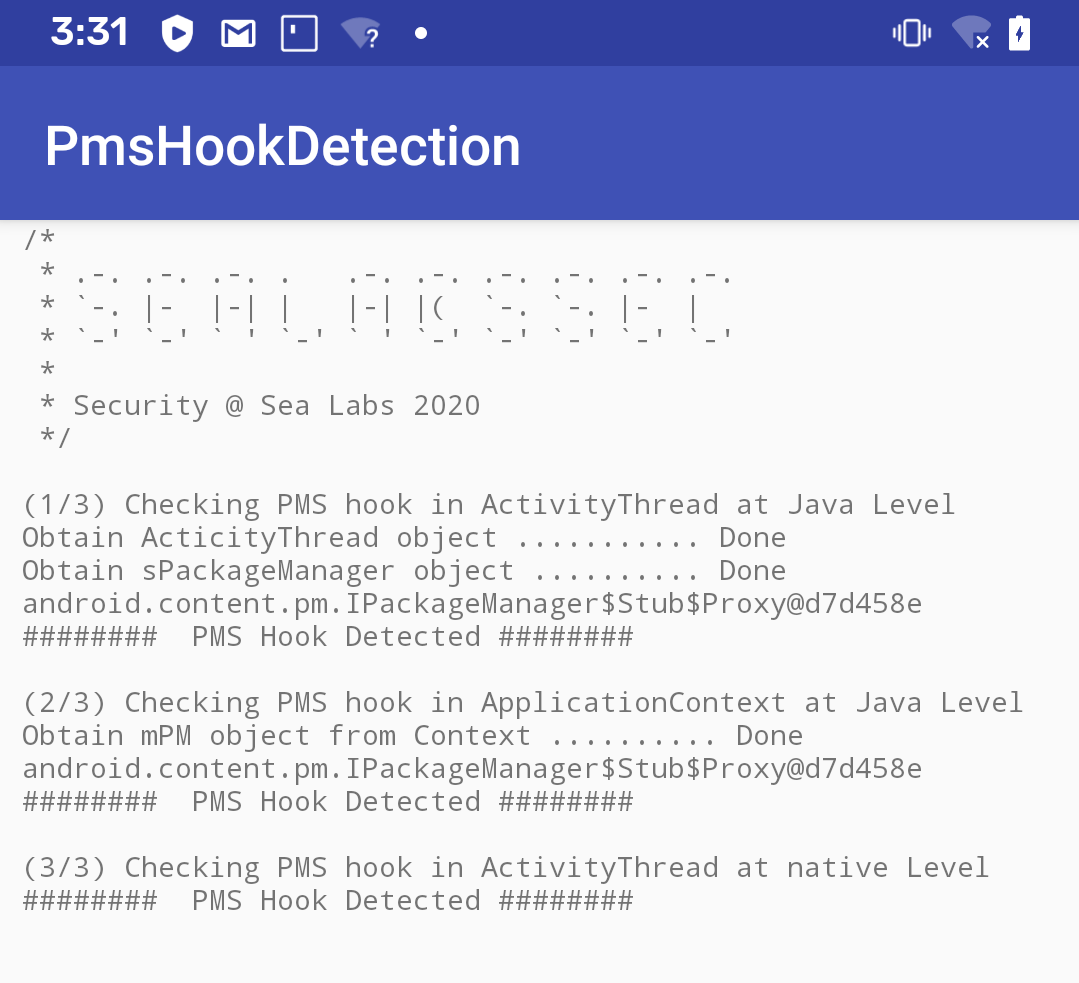 3:31
PmsHookDetection
/*
 * .-. .-. .-. .   .-. .-. .-. .-. .-. .-.
 * `-. |-  |-| |   |-| |(  `-. `-. |-  |
 * `-' `-' ` ' `-' ` ' `-' `-' `-' `-' `-'
 *
 * Security @ Sea Labs 2020
 */
(1/3) Checking PMS hook in ActivityThread at Java Level
Obtain ActicityThread object ........... Done
Obtain sPackageManager object .......... Done
android.content.pm.IPackageManager$Stub$Proxy@d7d458e
######## PMS Hook Detected ########
(2/3) Checking PMS hook in ApplicationContext at Java Level
Obtain mPM object from Context .......... Done
android.content.pm.IPackageManager$Stub$Proxy@d7d458e
######## PMS Hook Detected ########
(3/3) Checking PMS hook in ActivityThread at native Level
######## PMS Hook Detected ########